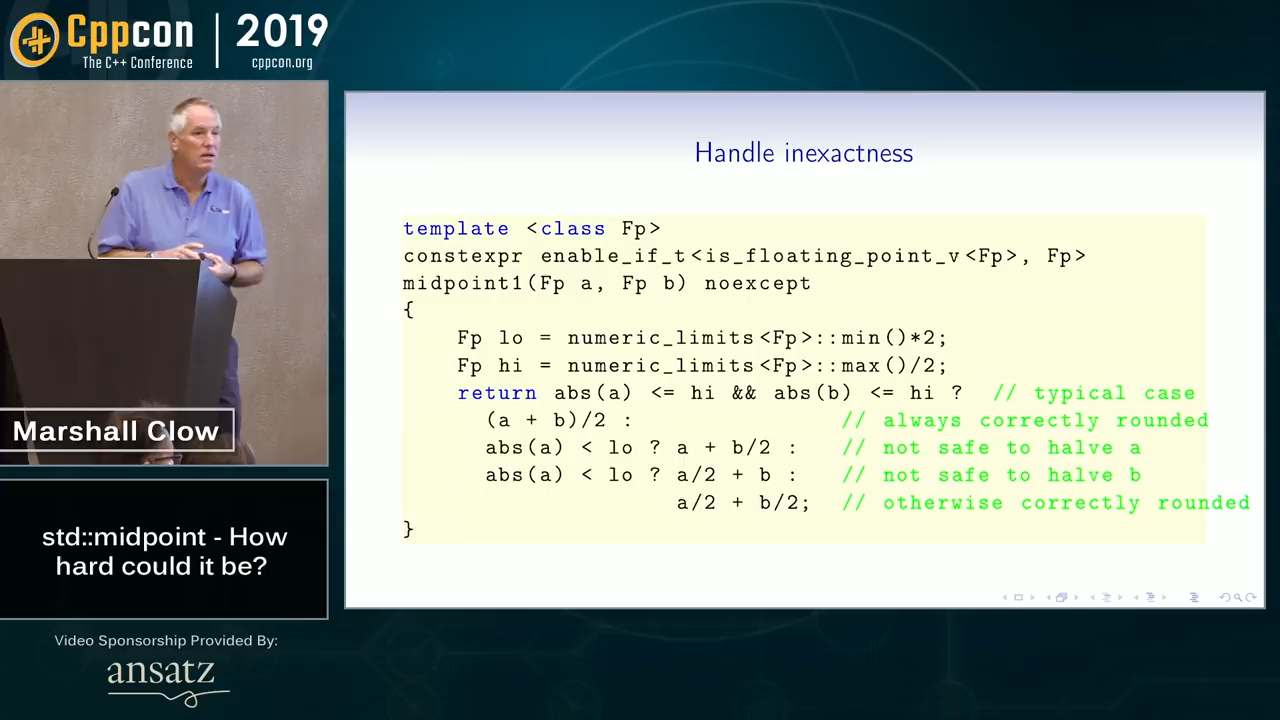 Cppcon
The C++ Conference
2019
cppcon.org
Marshall Clow
std::midpoint - How
hard could it be?
Video Sponsorship Provided By:
ansatz
Handle inexactness
template <class Fp>
constexpr enable_if_t<is_floating_point_v<Fp>, Fp>
midpoint1(Fp a, Fp b) noexcept
{
Fp lo = numeric_limits<Fp>::min()*2;
Fp hi = numeric_limits<Fp>::max()/2;
return abs(a) <= hi && abs(b) <= hi ? // typical case
(a + b)/2 : // always correctly rounded
abs(a) < lo ? a + b/2 : // not safe to halve a
abs(a) < lo ? a/2 + b : // not safe to halve b
a/2 + b/2; // otherwise correctly rounded
}